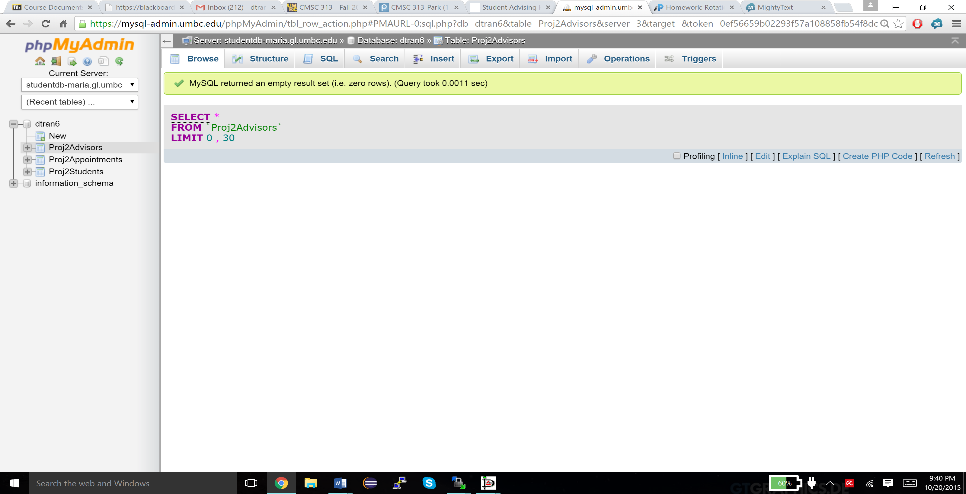 Course Document
https://blackboard
Inbox (212) - dtran
CMSC 313 - Fall 2
CMSC 313 Park (1
Student Advising
mysql-admin.umb
Homework Rotati
MightyText
https://mysql-admin.umbc.edu/phpMyAdmin/tbl_row_action.php#PMAURL-0:sql.php?db=dtran6&table=Proj2Advisors&server=3&target=&token=0ef56659b02293f57a108858fb54f8dc
phpMyAdmin
Current Server:
studentdb-maria.gl.umbc
(Recent tables) ...
dtran6
New
Proj2Advisors
Proj2Appointments
Proj2Students
information_schema
Server: studentdb-maria.gl.umbc.edu » Database: dtran6 » Table: Proj2Advisors
Browse Structure SQL Search Insert Export Import Operations Triggers
MySQL returned an empty result set (i.e. zero rows). (Query took 0.0011 sec)
SELECT *
FROM `Proj2Advisors`
LIMIT 0 , 30
Profiling [ Inline ] [ Edit ] [ Explain SQL ] [ Create PHP Code ] [ Refresh ]
Search the web and Windows
9:40 PM
10/20/2015